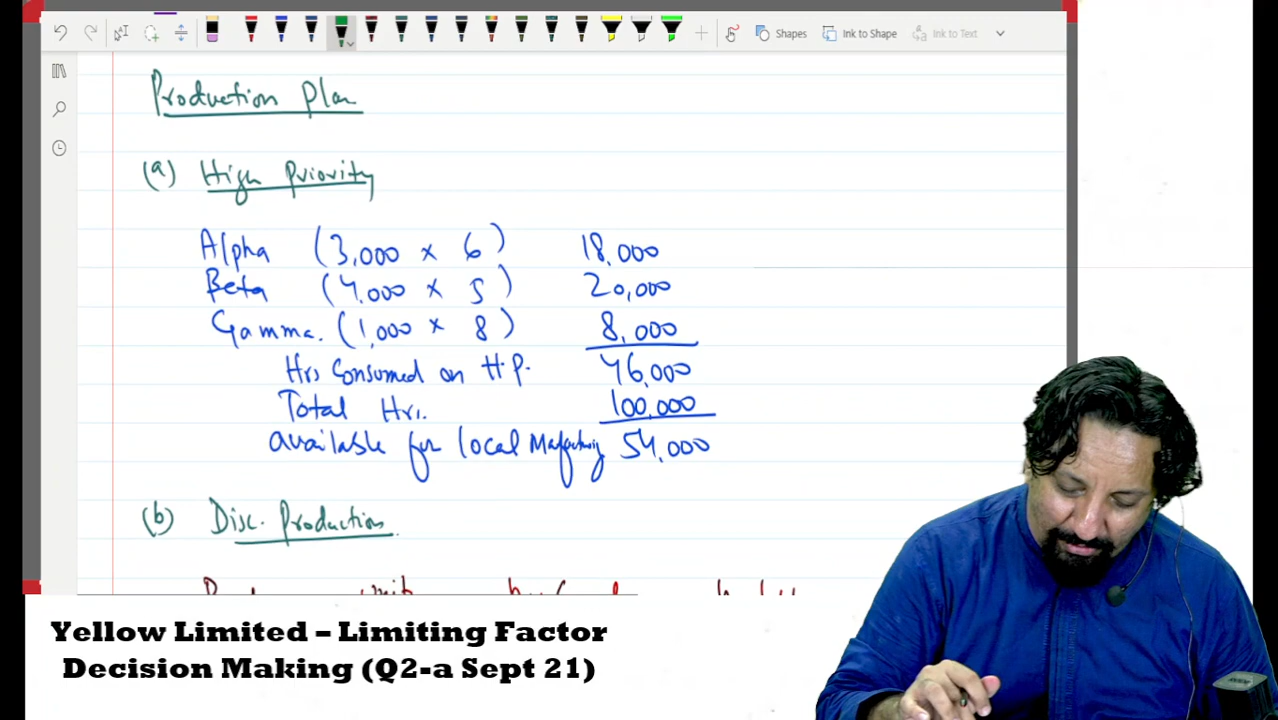 Shapes Ink to Shape Ink to Text
Production Plan
(a) High Priority
Alpha (3,000 × 6) 18,000
Beta (4,000 × 5) 20,000
Gamma. (1,000 × 8) 8,000
Hrs Consumed on H.P. 46,000
Total Hrs. 100,000
available for local 54,000
(b) Disc. Production
Yellow Limited – Limiting Factor
Decision Making (Q2-a Sept 21)